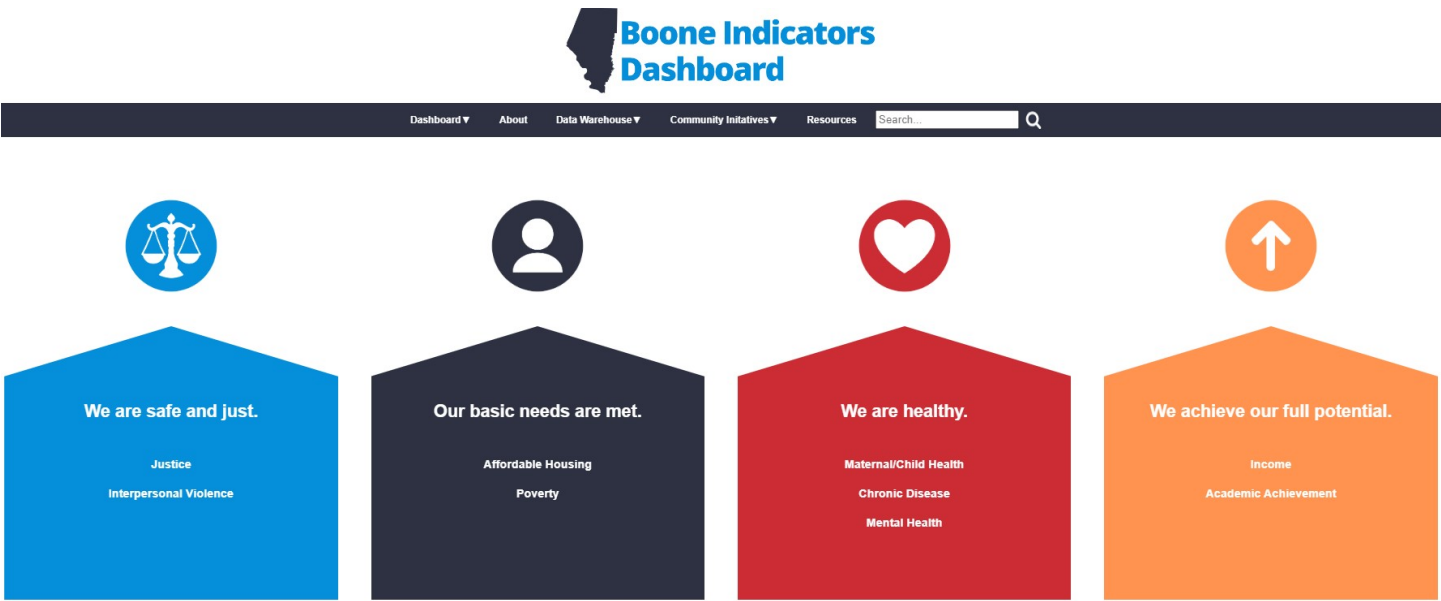 Boone Indicators
Dashboard
Dashboard▼ About Data Warehouse▼ Community Initatives▼ Resources Search...
We are safe and just.
Justice
Interpersonal Violence
Our basic needs are met.
Affordable Housing
Poverty
We are healthy.
Maternal/Child Health
Chronic Disease
Mental Health
We achieve our full potential.
Income
Academic Achievement